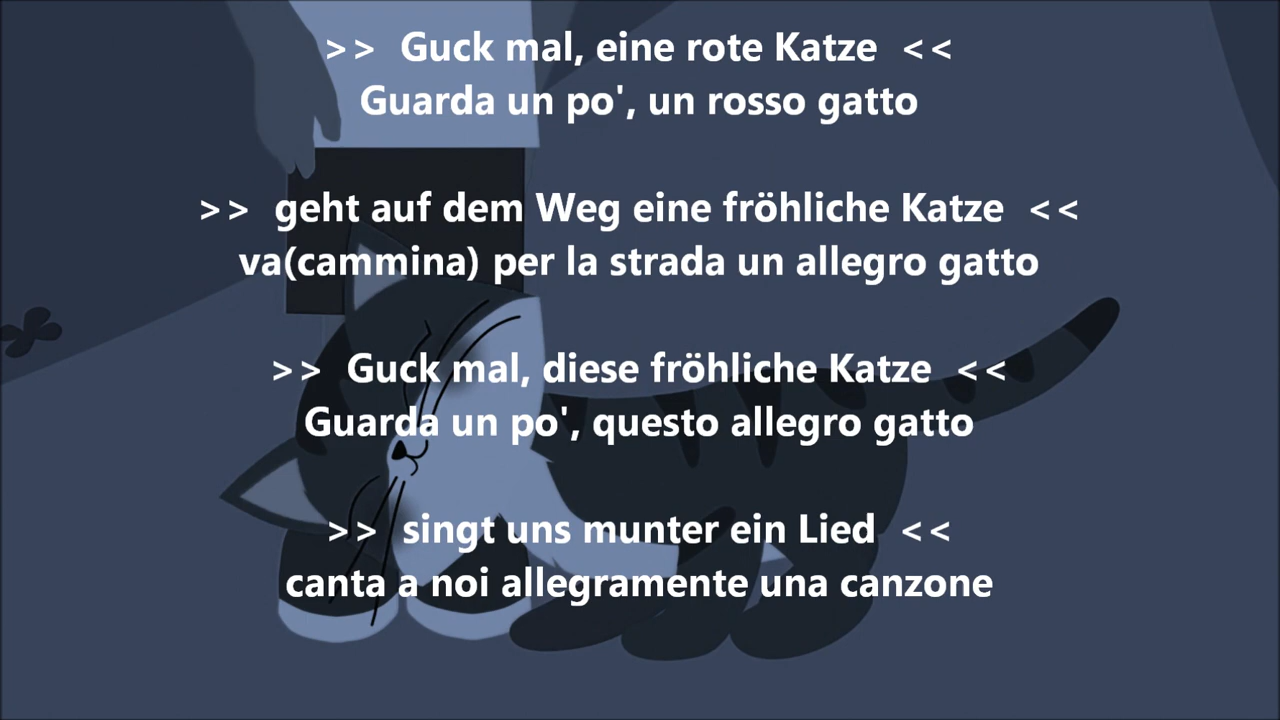 >> Guck mal, eine rote Katze <<
Guarda un po', un rosso gatto
>> geht auf dem Weg eine fröhliche Katze <<
va(cammina) per la strada un allegro gatto
>> Guck mal, diese fröhliche Katze <<
Guarda un po', questo allegro gatto
>> singt uns munter ein Lied <<
canta a noi allegramente una canzone